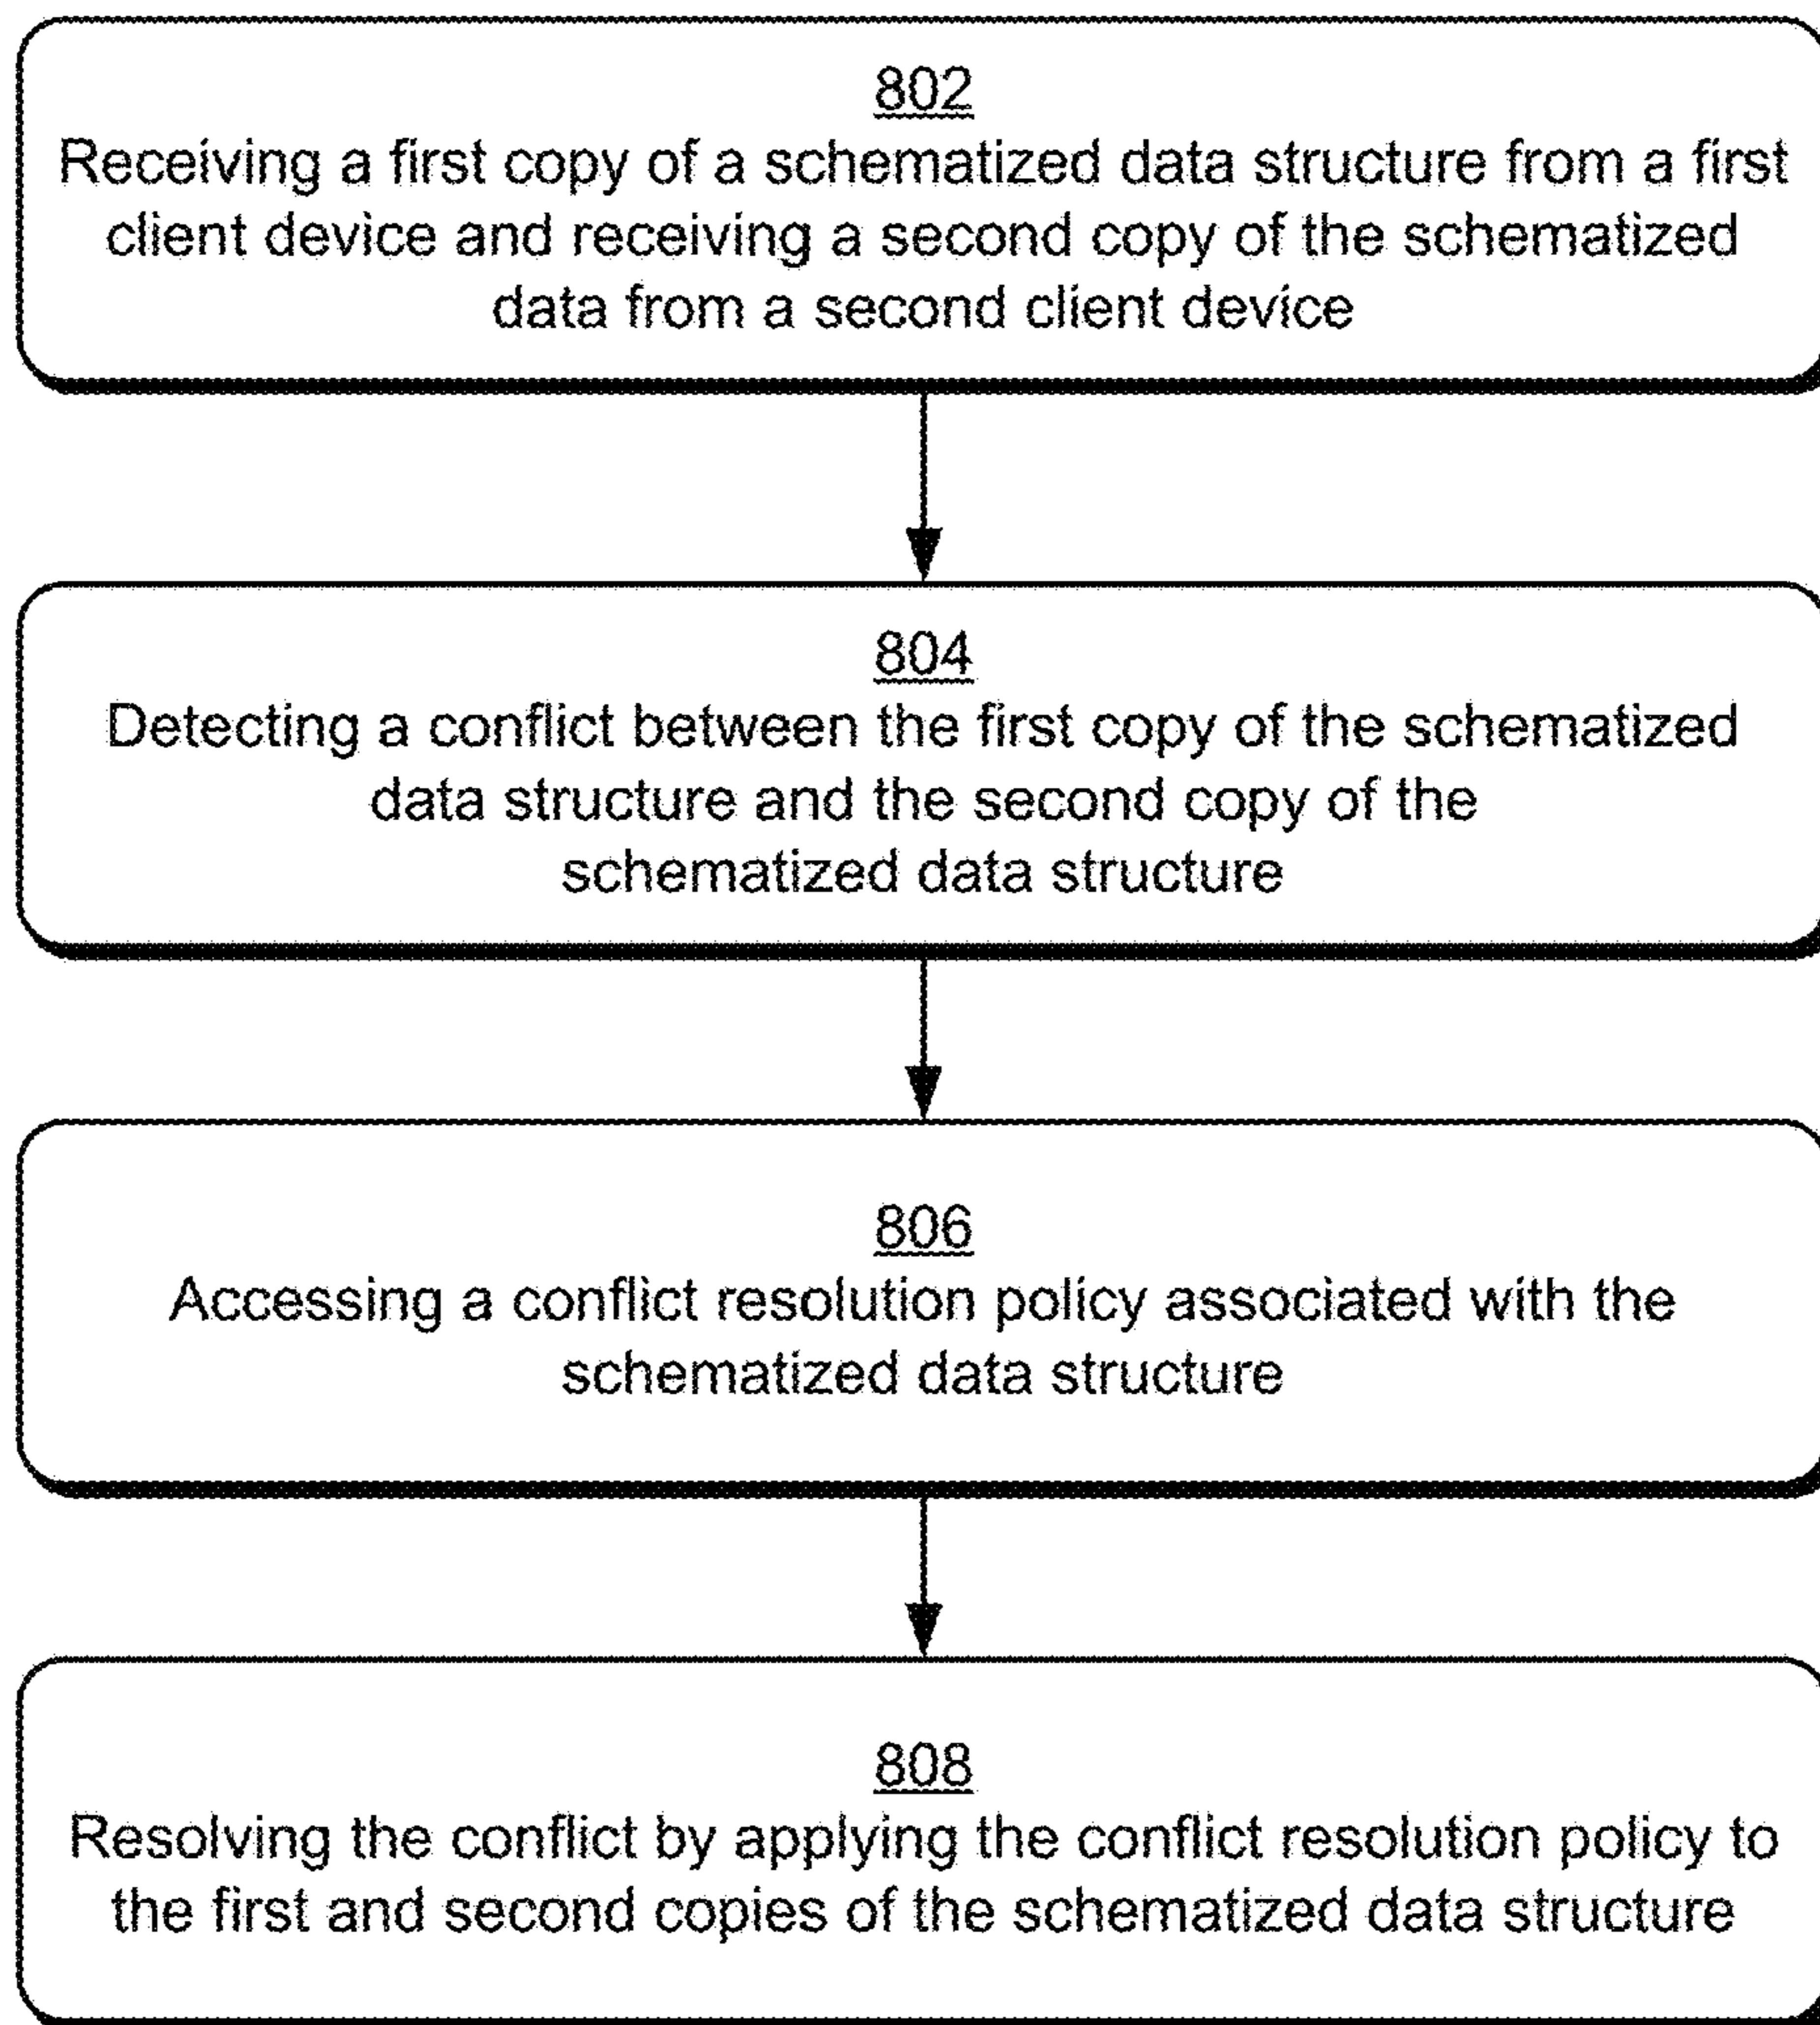 802
Receiving a first copy of a schematized data structure from a first
client device and receiving a second copy of the schematized
data from a second client device
804
Detecting a conflict between the first copy of the schematized
data structure and the second copy of the
schematized data structure
806
Accessing a conflict resolution policy associated with the
schematized data structure
808
Resolving the conflict by applying the conflict resolution policy to
the first and second copies of the schematized data structure